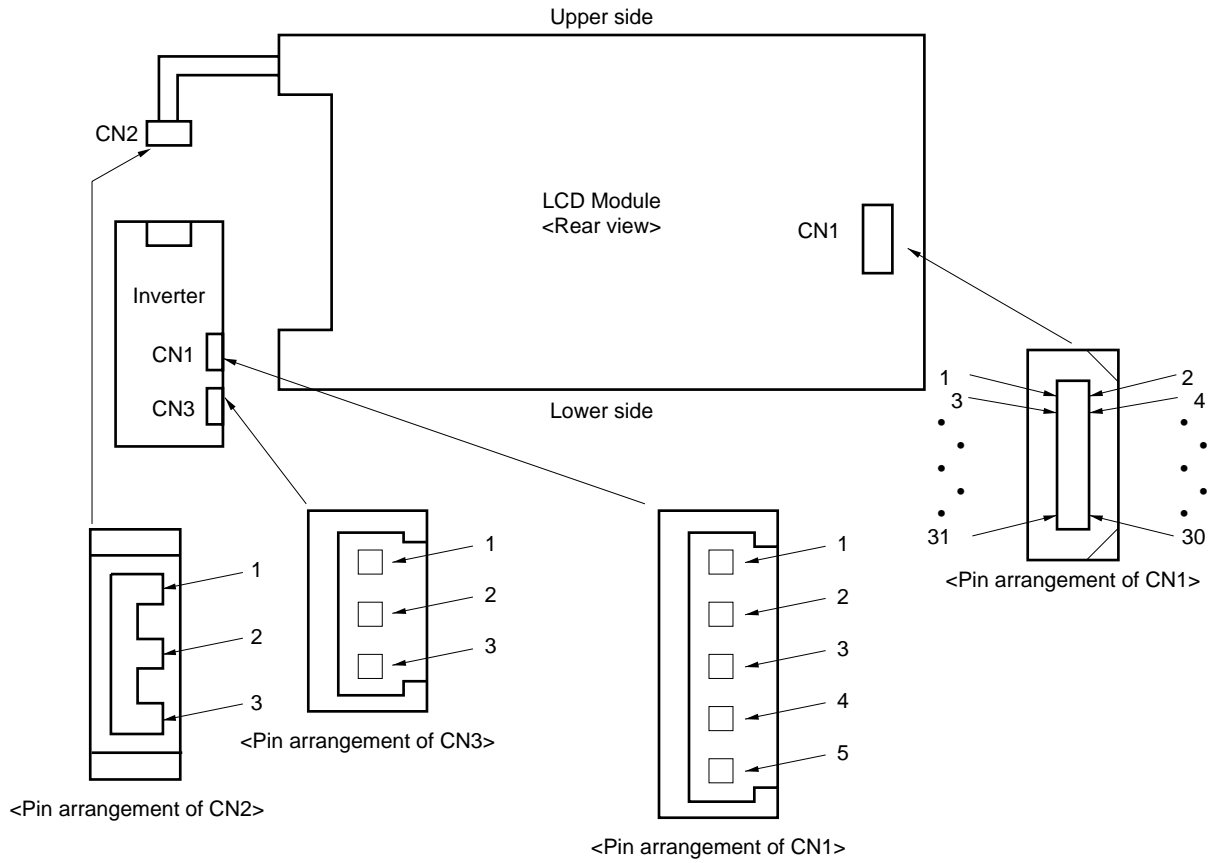 Upper side
CN2
LCD Module
<Rear view>
CN1
Inverter
CN1
CN3
Lower side
1
2
3
4
31
30
<Pin arrangement of CN1>
1
2
3
<Pin arrangement of CN2>
1
2
3
<Pin arrangement of CN3>
1
2
3
4
5
<Pin arrangement of CN1>